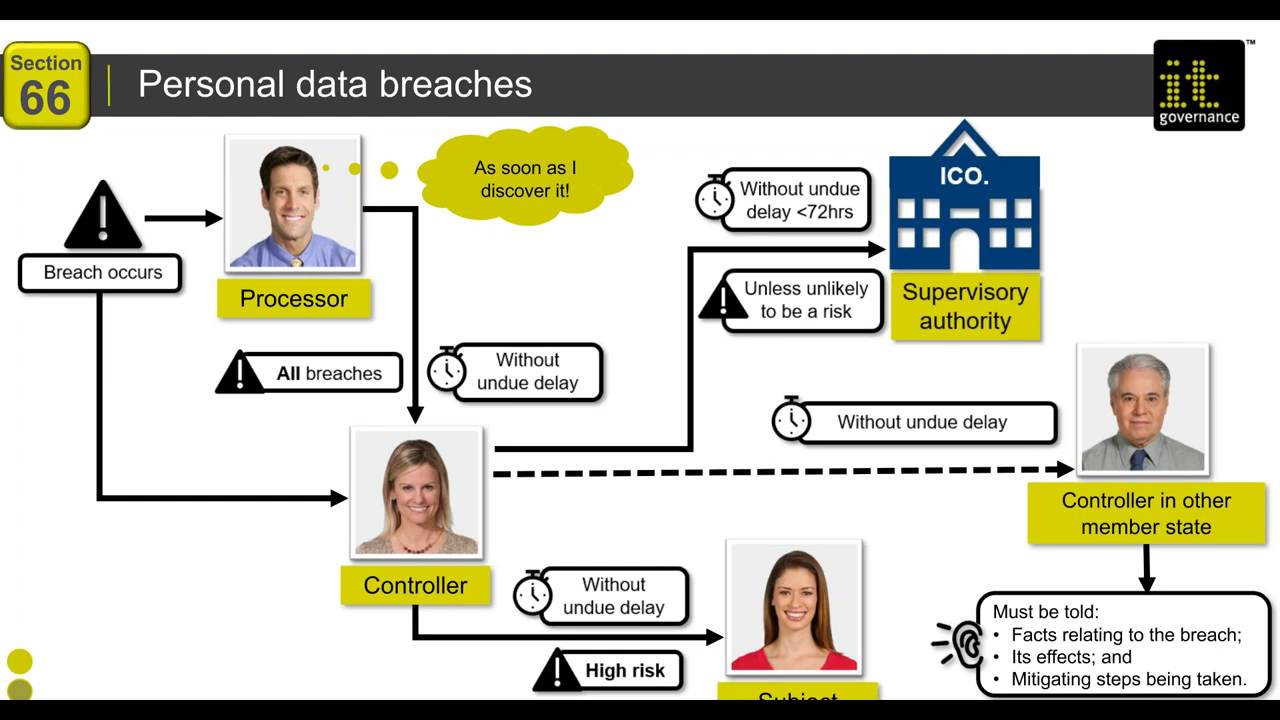 Section
66
Personal data breaches
it
governance
™
As soon as I
discover it!
Breach occurs
Processor
All breaches
Without
undue delay
Without undue
delay <72hrs
Unless unlikely
to be a risk
ICO.
Supervisory
authority
Without undue delay
Controller in other
member state
Controller
Without
undue delay
High risk
Subject
Must be told:
• Facts relating to the breach;
• Its effects; and
• Mitigating steps being taken.